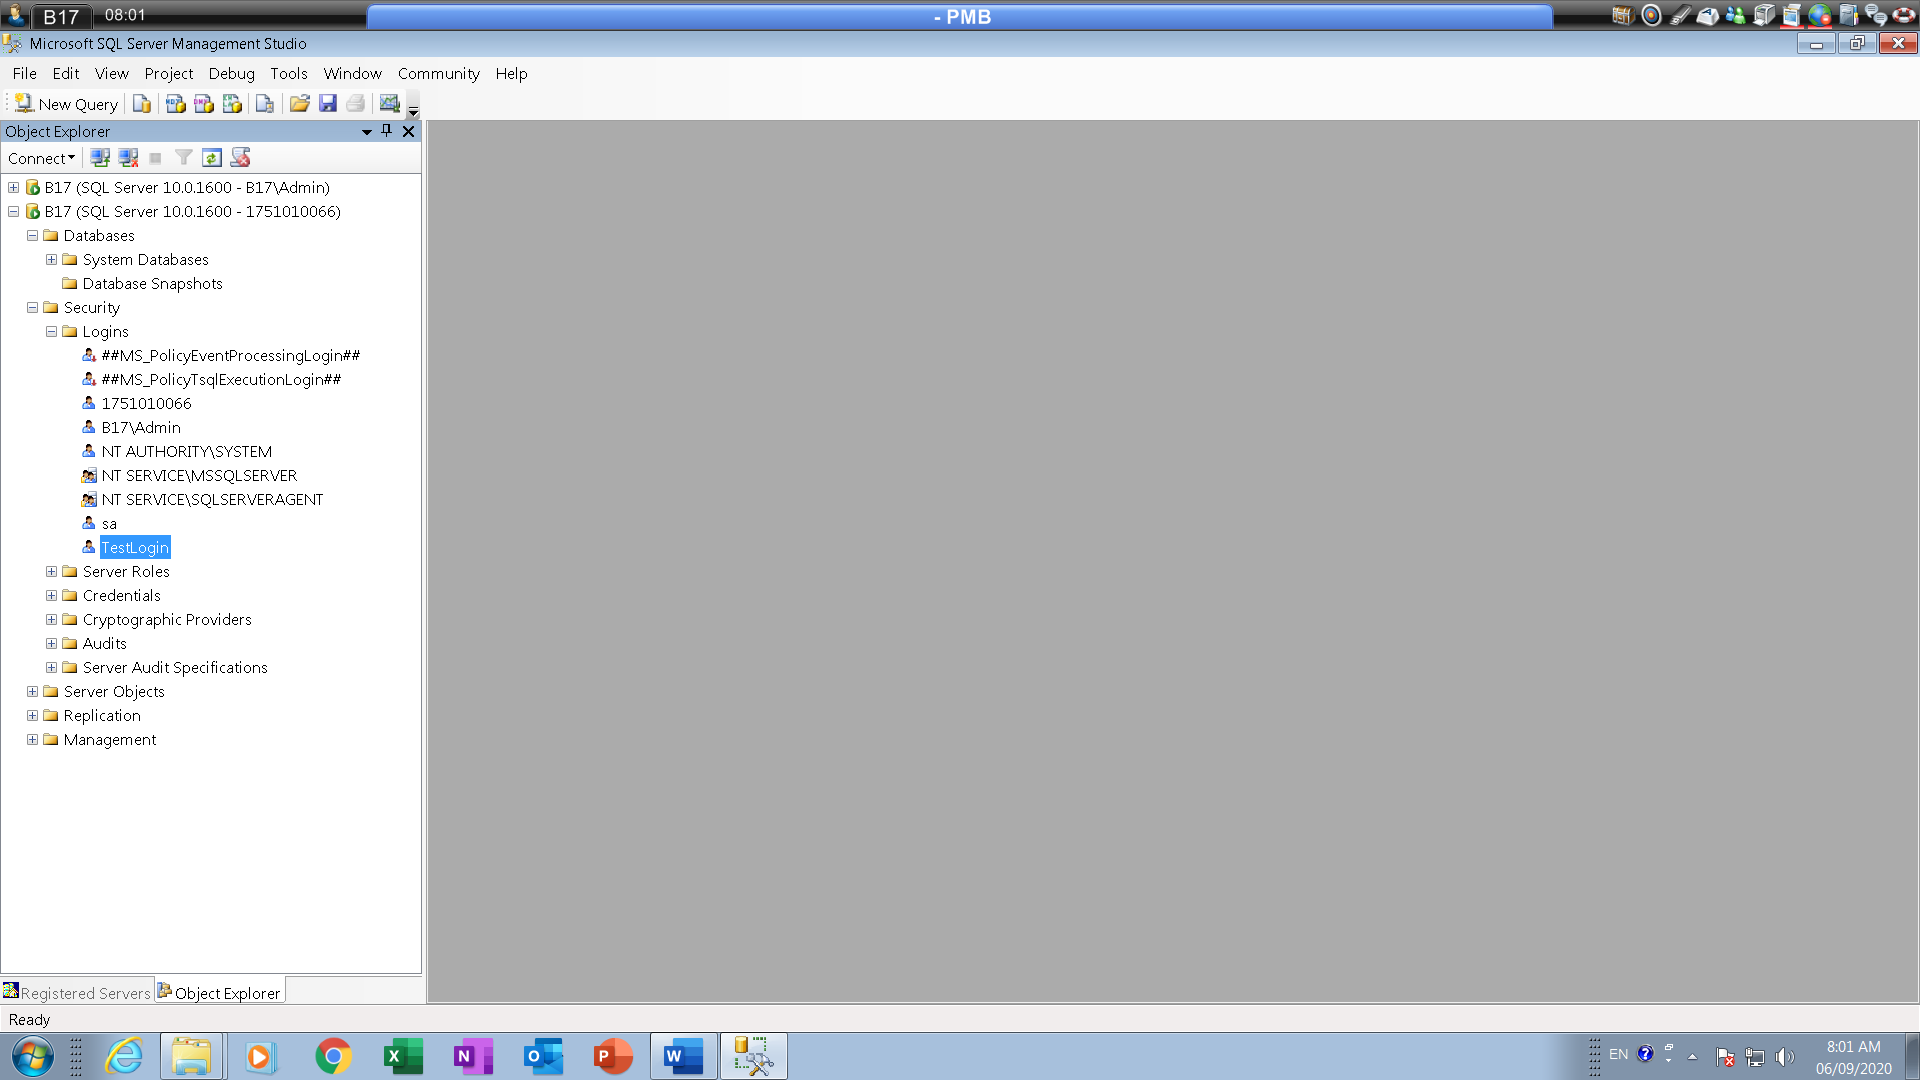 B17
08:01
- PMB
Microsoft SQL Server Management Studio
File Edit View Project Debug Tools Window Community Help
New Query
Object Explorer
Connect
B17 (SQL Server 10.0.1600 - B17\Admin)
B17 (SQL Server 10.0.1600 - 1751010066)
Databases
System Databases
Database Snapshots
Security
Logins
##MS_PolicyEventProcessingLogin##
##MS_PolicyTsqlExecutionLogin##
1751010066
B17\Admin
NT AUTHORITY\SYSTEM
NT SERVICE\MSSQLSERVER
NT SERVICE\SQLSERVERAGENT
sa
TestLogin
Server Roles
Credentials
Cryptographic Providers
Audits
Server Audit Specifications
Server Objects
Replication
Management
Registered Servers Object Explorer
Ready
EN
8:01 AM
06/09/2020